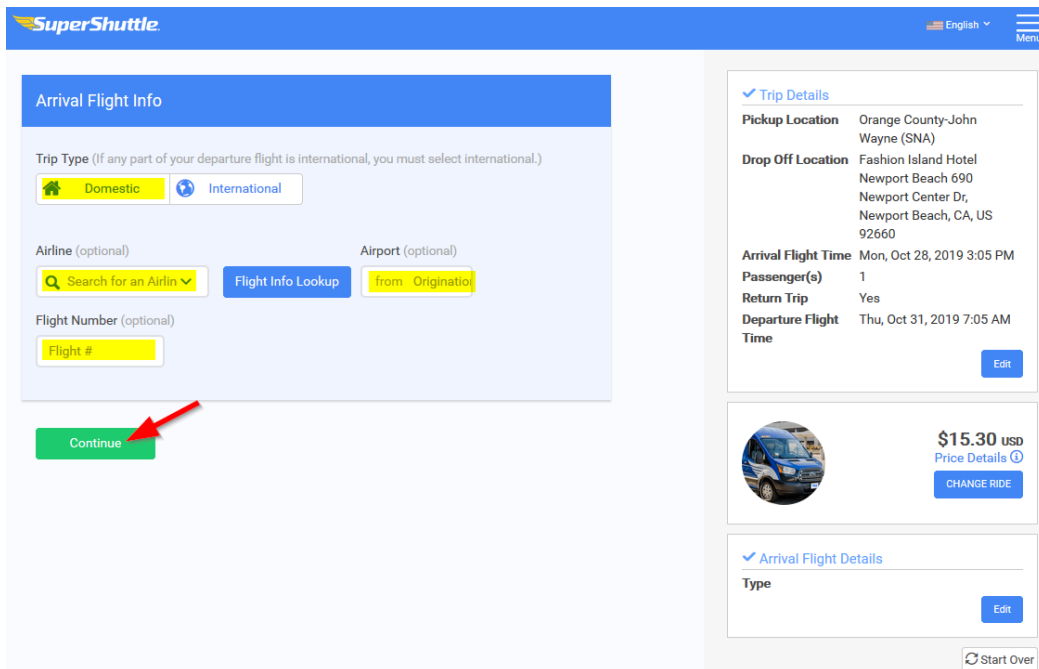 SuperShuttle.
English
Menu
Arrival Flight Info
Trip Type (If any part of your departure flight is international, you must select international.)
Domestic
International
Airline (optional)
Airport (optional)
Search for an Airlin
Flight Info Lookup
from Origination
Flight Number (optional)
Flight #
Continue
Trip Details
Pickup Location Orange County-John
Wayne (SNA)
Drop Off Location Fashion Island Hotel
Newport Beach 690
Newport Center Dr,
Newport Beach, CA, US
92660
Arrival Flight Time Mon, Oct 28, 2019 3:05 PM
Passenger(s) 1
Return Trip Yes
Departure Flight Thu, Oct 31, 2019 7:05 AM
Time
Edit
$15.30 USD
Price Details
CHANGE RIDE
Arrival Flight Details
Type
Edit
Start Over